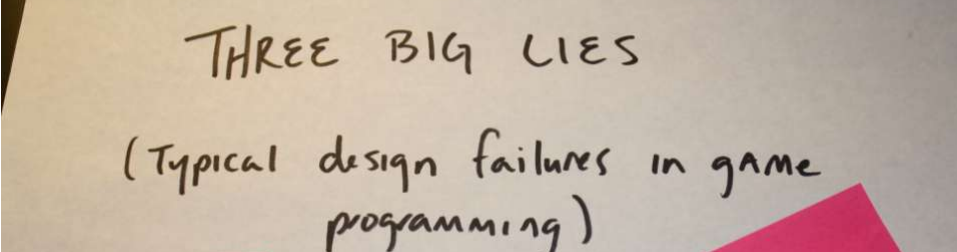 THREE BIG LIES
(Typical design failures in game
programming)